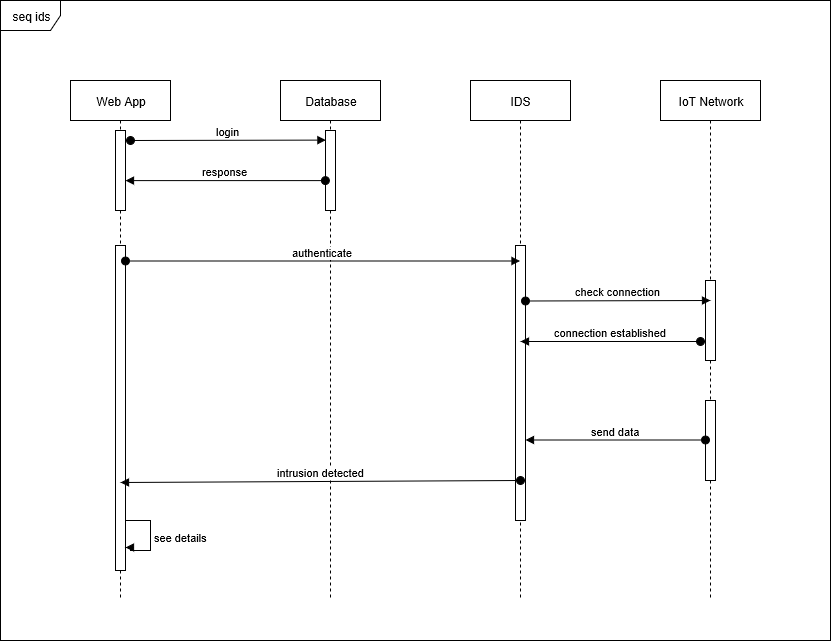 seq ids
Web App
Database
IDS
IoT Network
login
response
authenticate
check connection
connection established
send data
intrusion detected
see details